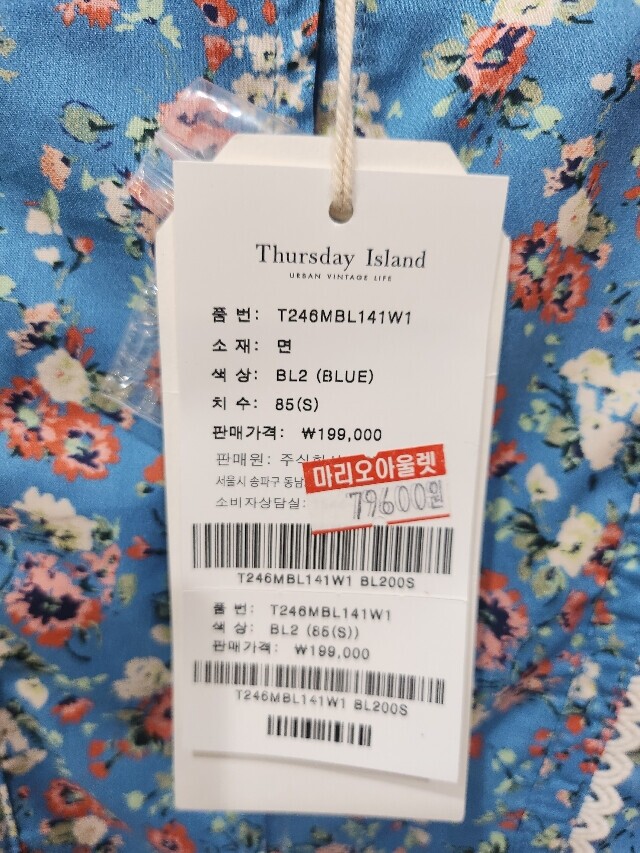 Thursday Island
URBAN VINTAGE LIFE
품 번: T246MBL141W1
소 재: 면
색 상: BL2 (BLUE)
치 수: 85(S)
판매가격: ₩199,000
판매원: 주식회사
서울시 송파구 동남
소비자상담실:
마리오아울렛
79600원
T246MBL141W1 BL200S
품 번: T246MBL141W1
색 상: BL2 (85(S))
판매가격: ₩199,000
T246MBL141W1 BL200S